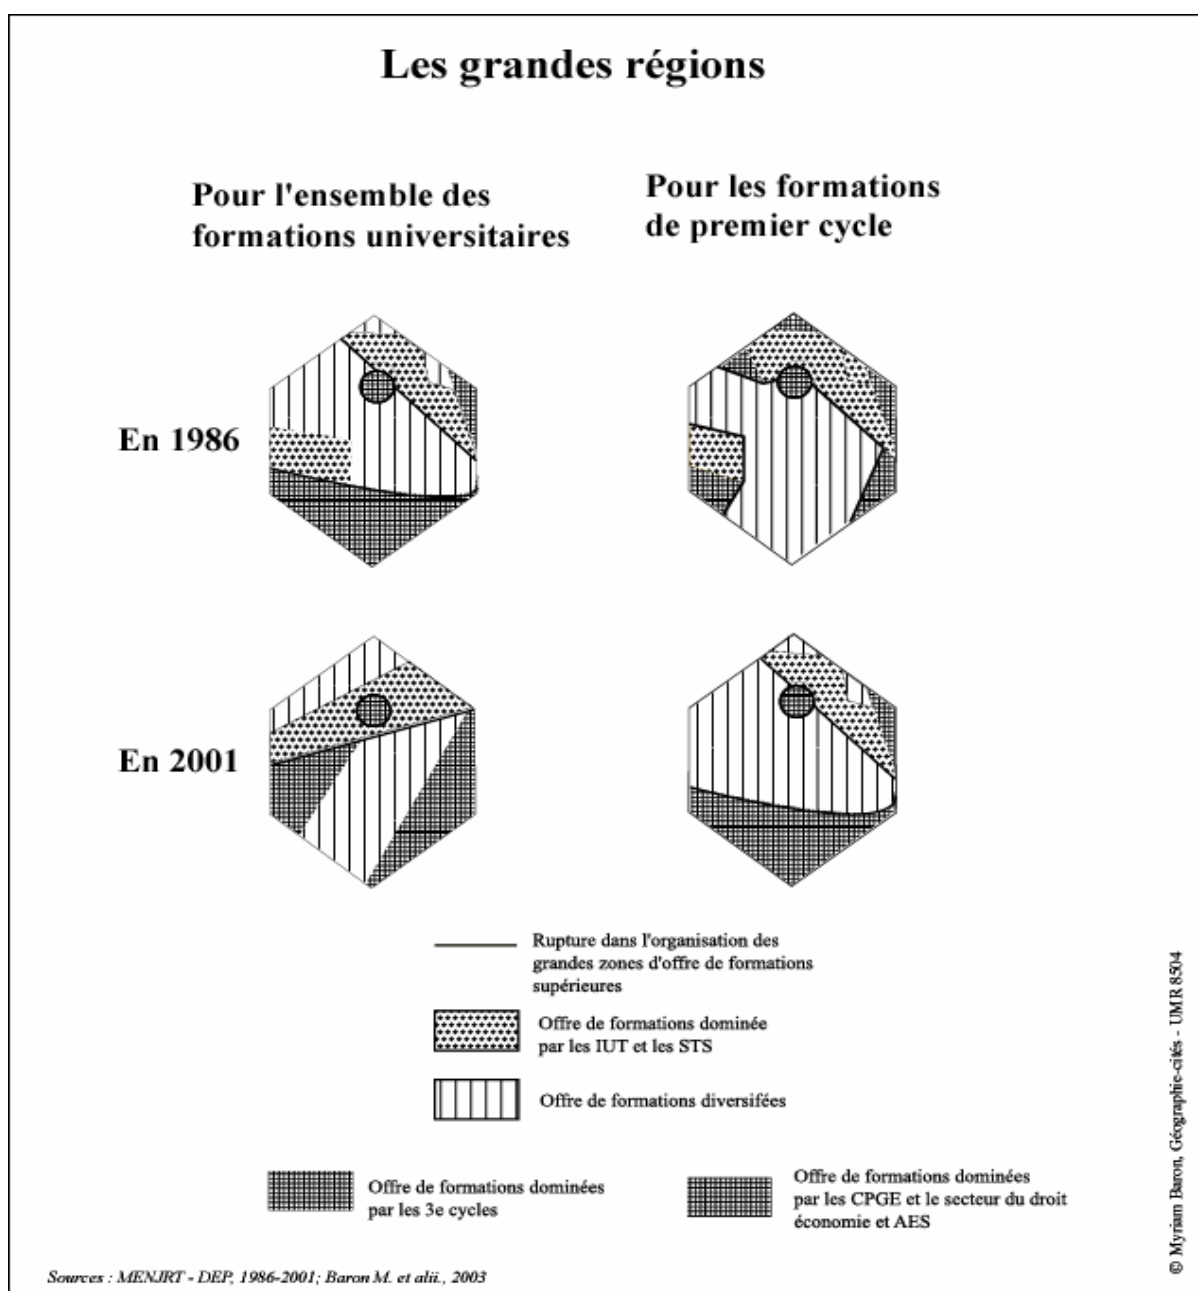 Les grandes régions
Pour l'ensemble des
formations universitaires
Pour les formations
de premier cycle
En 1986
En 2001
Rupture dans l'organisation des
grandes zones d'offre de formations
supérieures
Offre de formations dominée
par les IUT et les STS
Offre de formations diversifées
Offre de formations dominées
par les 3e cycles
Offre de formations dominées
par les CPGE et le secteur du droit
économie et AES
Sources : MENJRT - DEP, 1986-2001; Baron M. et alii., 2003
© Myriam Baron, Géographie-cités - UMR 8504